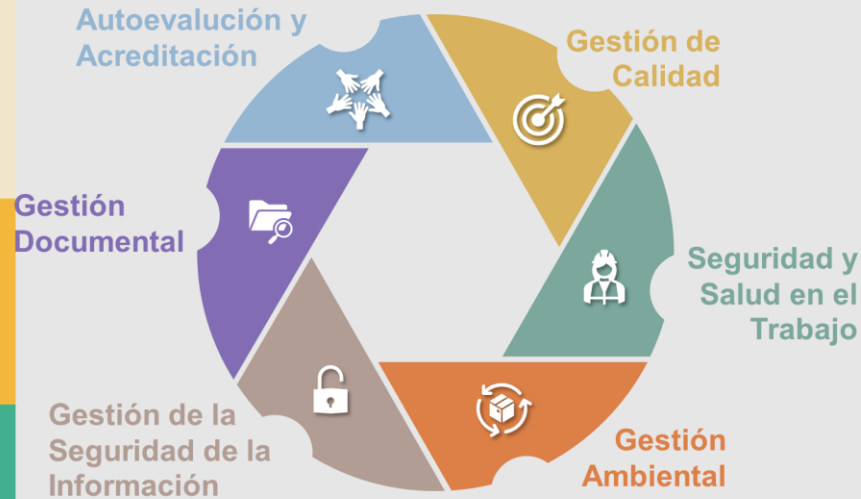 Autoevalución y
Acreditación
Gestión de
Calidad
Seguridad y
Salud en el
Trabajo
Gestión
Ambiental
Gestión de la
Seguridad de la
Información
Gestión
Documental